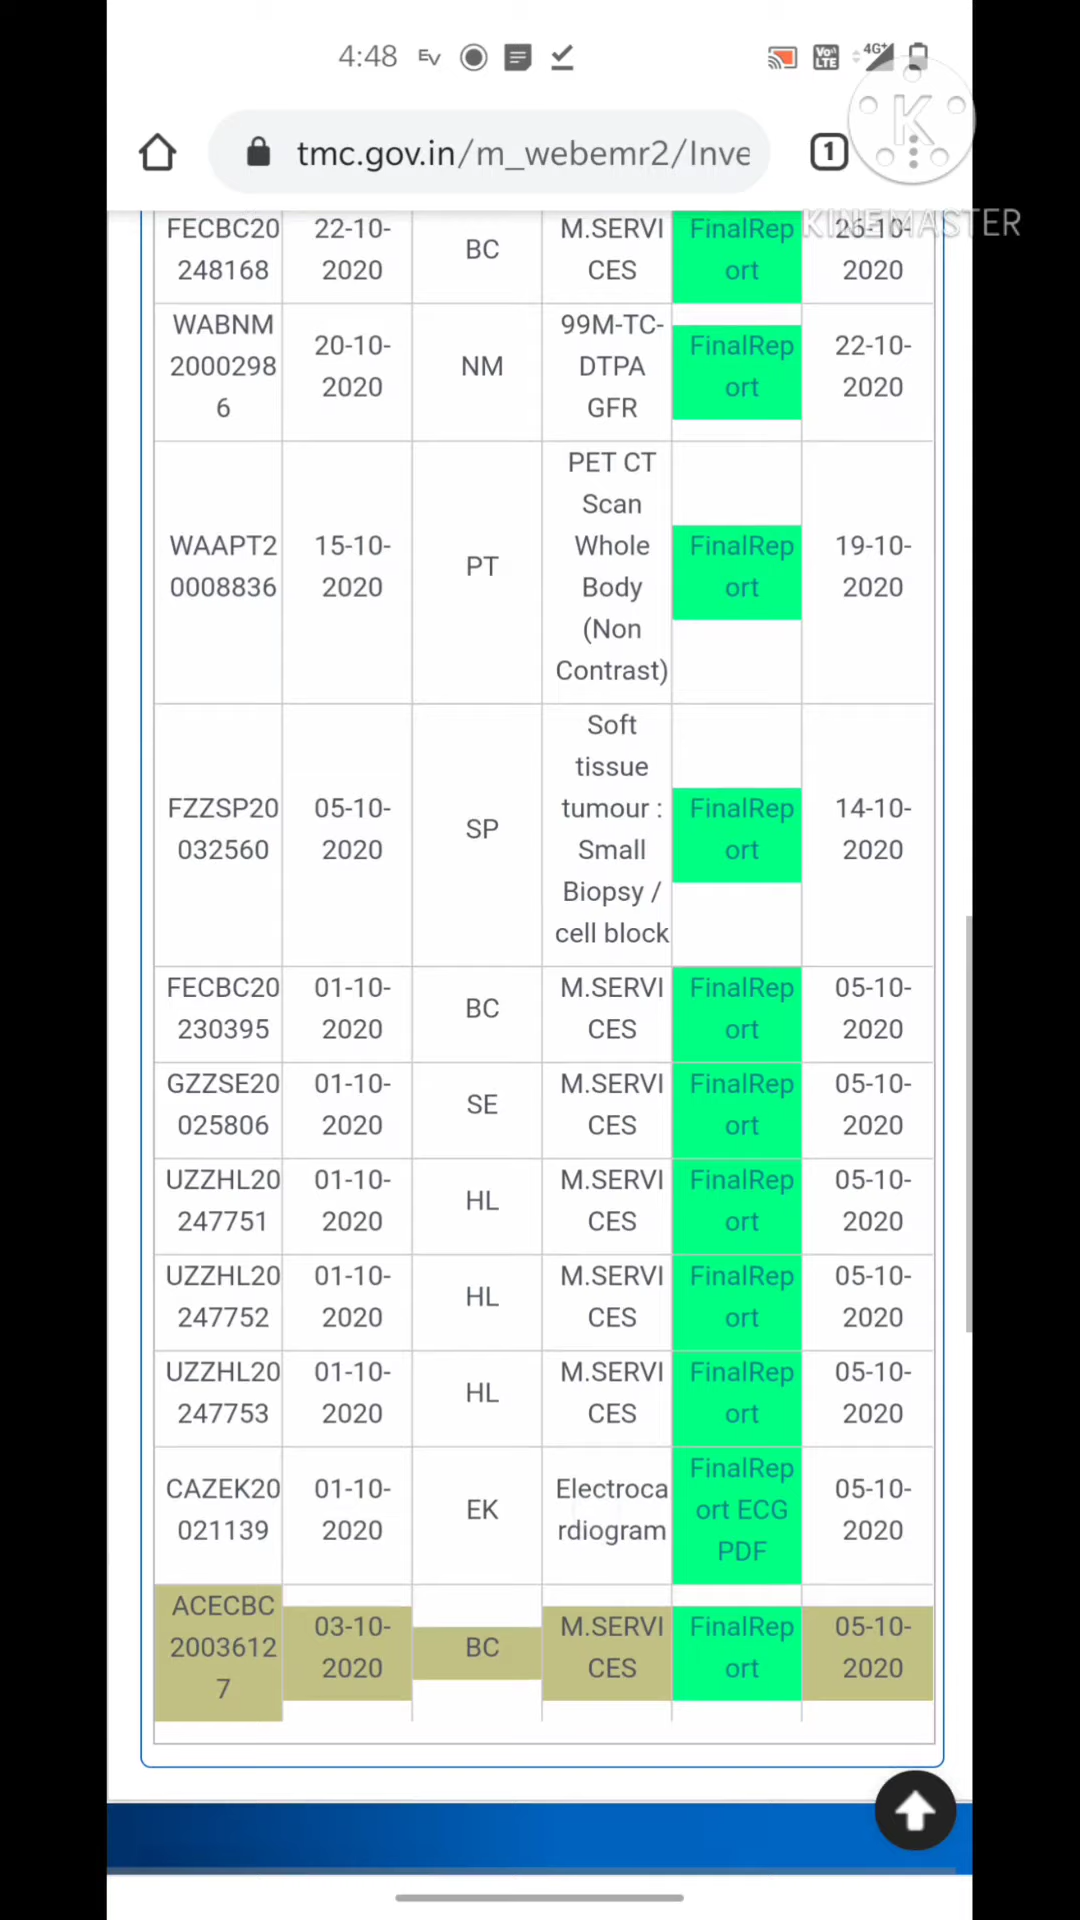 4:48 EV VoLTE 4G+
tmc.gov.in/m_webemr2/Inve 1 K
KINEMASTER
FECBC20 22-10- BC M.SERVI FinalRep 26-10-
248168 2020 CES ort 2020
WABNM 20-10- NM 99M-TC- FinalRep 22-10-
2000298 2020 DTPA ort 2020
6 GFR
PET CT
Scan
WAAPT2 15-10- PT Whole FinalRep 19-10-
0008836 2020 Body ort 2020
(Non
Contrast)
Soft
tissue
FZZSP20 05-10- SP tumour : FinalRep 14-10-
032560 2020 Small ort 2020
Biopsy /
cell block
FECBC20 01-10- BC M.SERVI FinalRep 05-10-
230395 2020 CES ort 2020
GZZSE20 01-10- SE M.SERVI FinalRep 05-10-
025806 2020 CES ort 2020
UZZHL20 01-10- HL M.SERVI FinalRep 05-10-
247751 2020 CES ort 2020
UZZHL20 01-10- HL M.SERVI FinalRep 05-10-
247752 2020 CES ort 2020
UZZHL20 01-10- HL M.SERVI FinalRep 05-10-
247753 2020 CES ort 2020
FinalRep
CAZEK20 01-10- EK Electroca ort ECG 05-10-
021139 2020 rdiogram PDF 2020
ACECBC 03-10- BC M.SERVI FinalRep 05-10-
2003612 2020 CES ort 2020
7